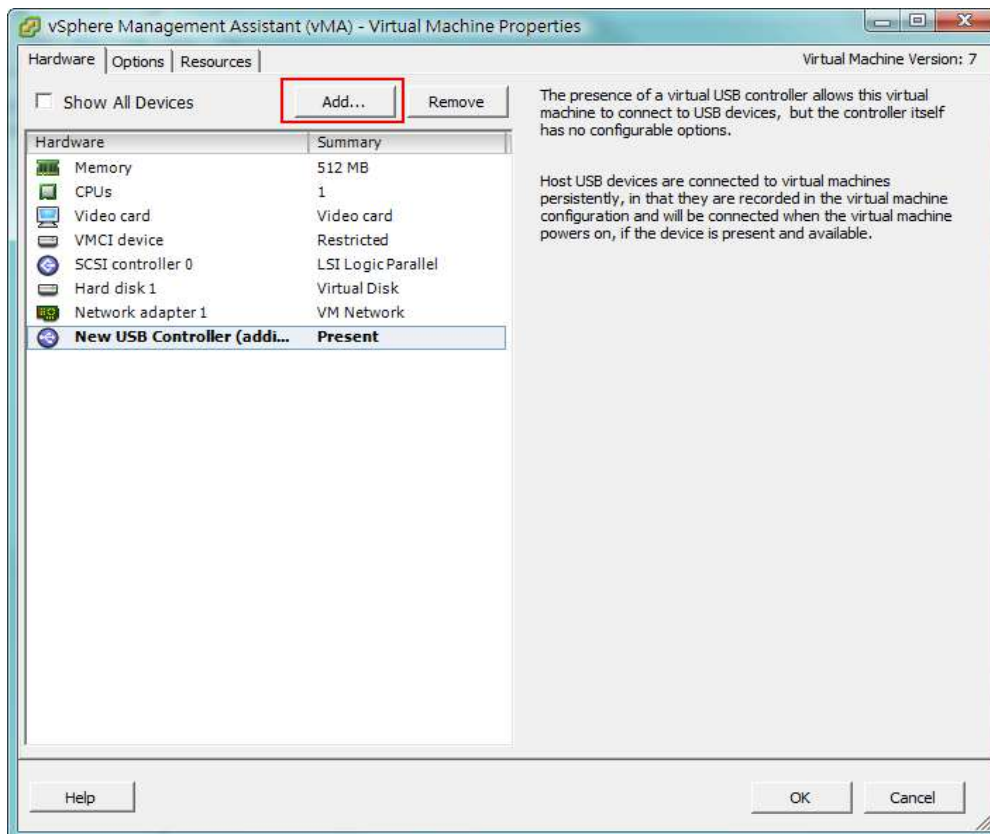 vSphere Management Assistant (vMA) - Virtual Machine Properties
Hardware Options Resources Virtual Machine Version: 7
Show All Devices Add... Remove
Hardware Summary
Memory 512 MB
CPUs 1
Video card Video card
VMCI device Restricted
SCSI controller 0 LSI Logic Parallel
Hard disk 1 Virtual Disk
Network adapter 1 VM Network
New USB Controller (addi... Present
The presence of a virtual USB controller allows this virtual
machine to connect to USB devices, but the controller itself
has no configurable options.
Host USB devices are connected to virtual machines
persistently, in that they are recorded in the virtual machine
configuration and will be connected when the virtual machine
powers on, if the device is present and available.
Help OK Cancel